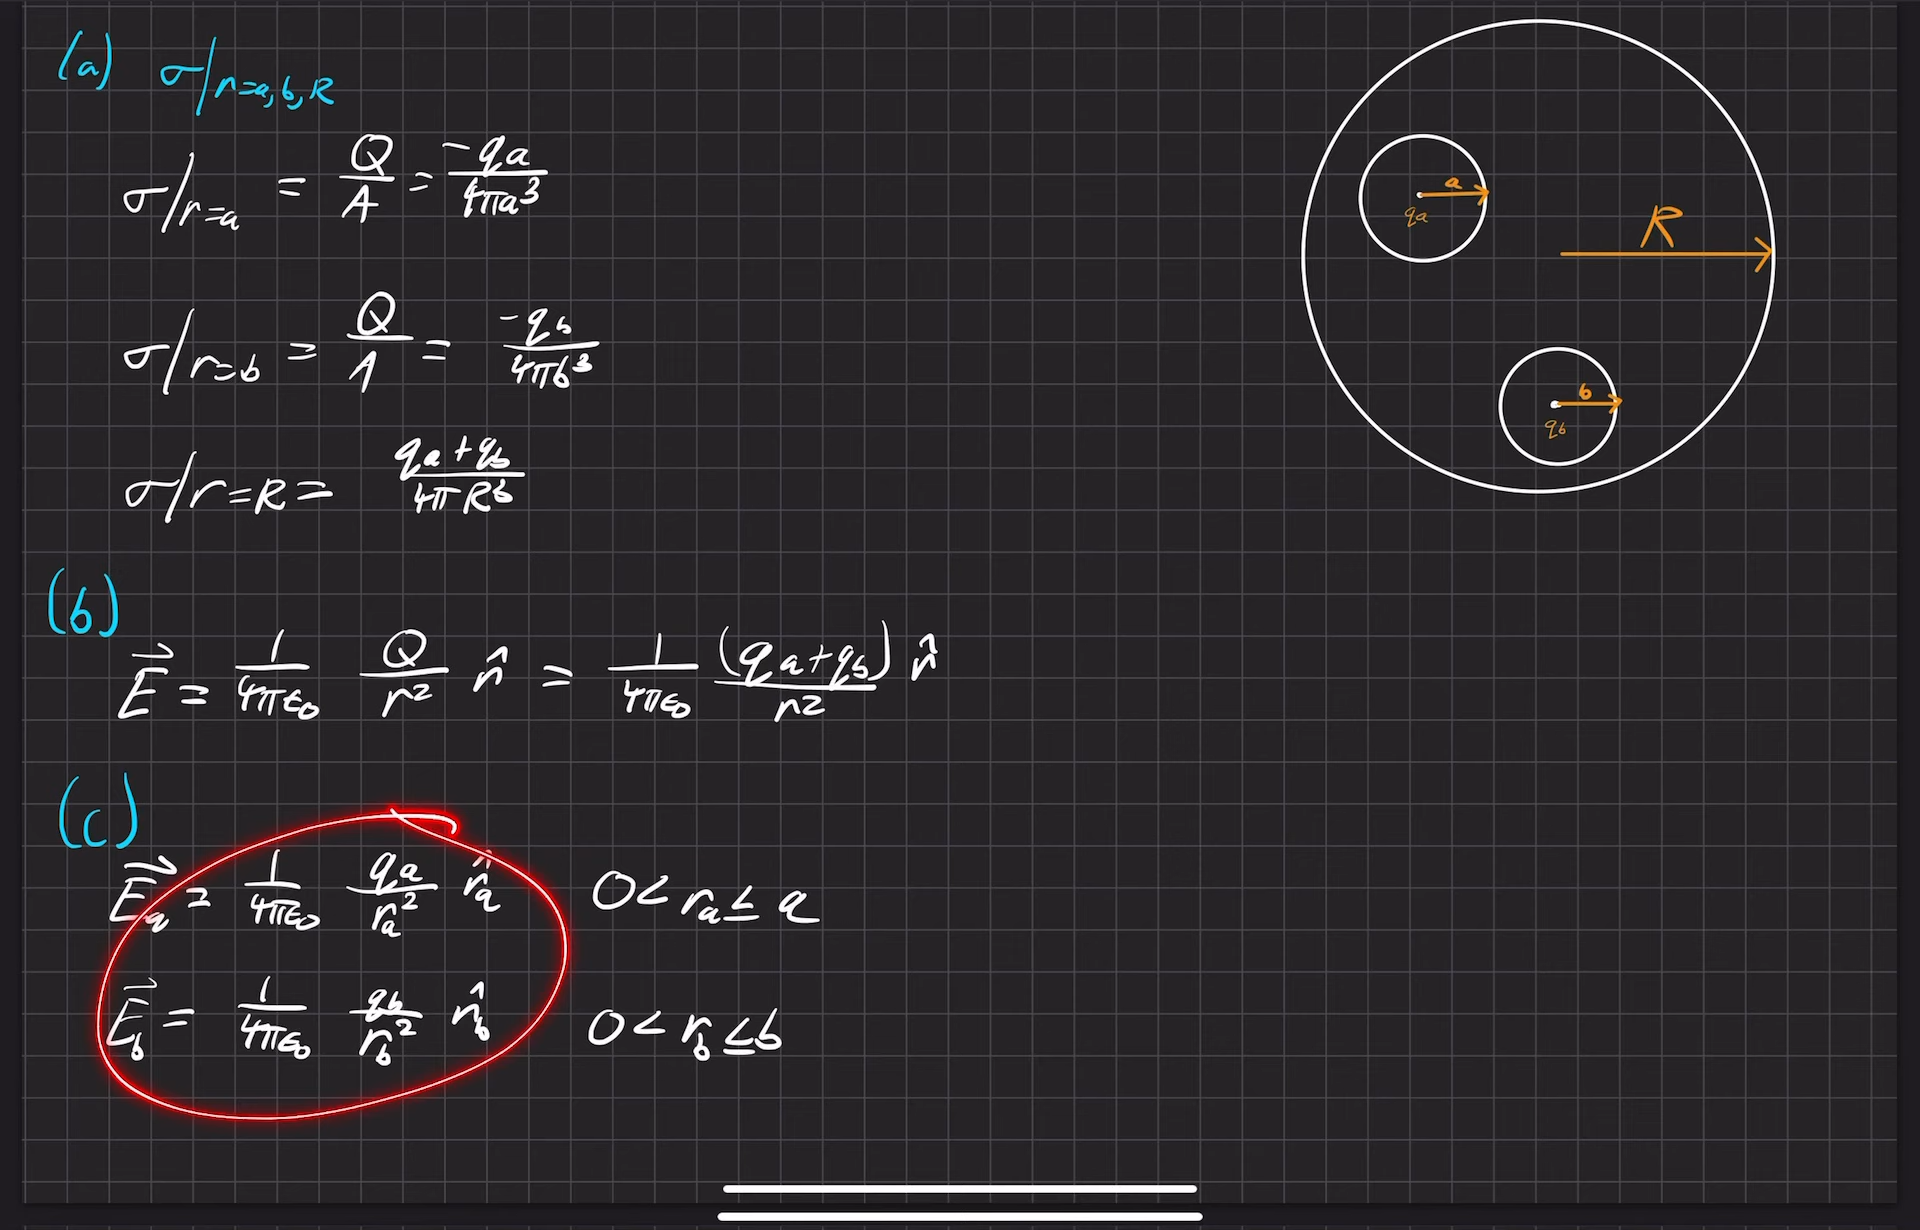 (a) σ|r=a,b,R
σ|r=a = Q/A = -qa/4πa³
σ|r=b = Q/A = -qb/4πb³
σ|r=R = qa+qb/4πR³
(b)
E⃗ = 1/4πϵ0 Q/r² r̂ = 1/4πϵ0 (qa+qb)/r² r̂
(c)
E⃗a = 1/4πϵ0 qa/ra² r̂a 0<ra≤a
E⃗b = 1/4πϵ0 qb/rb² r̂b 0<rb≤b
a
qa
R
b
qb